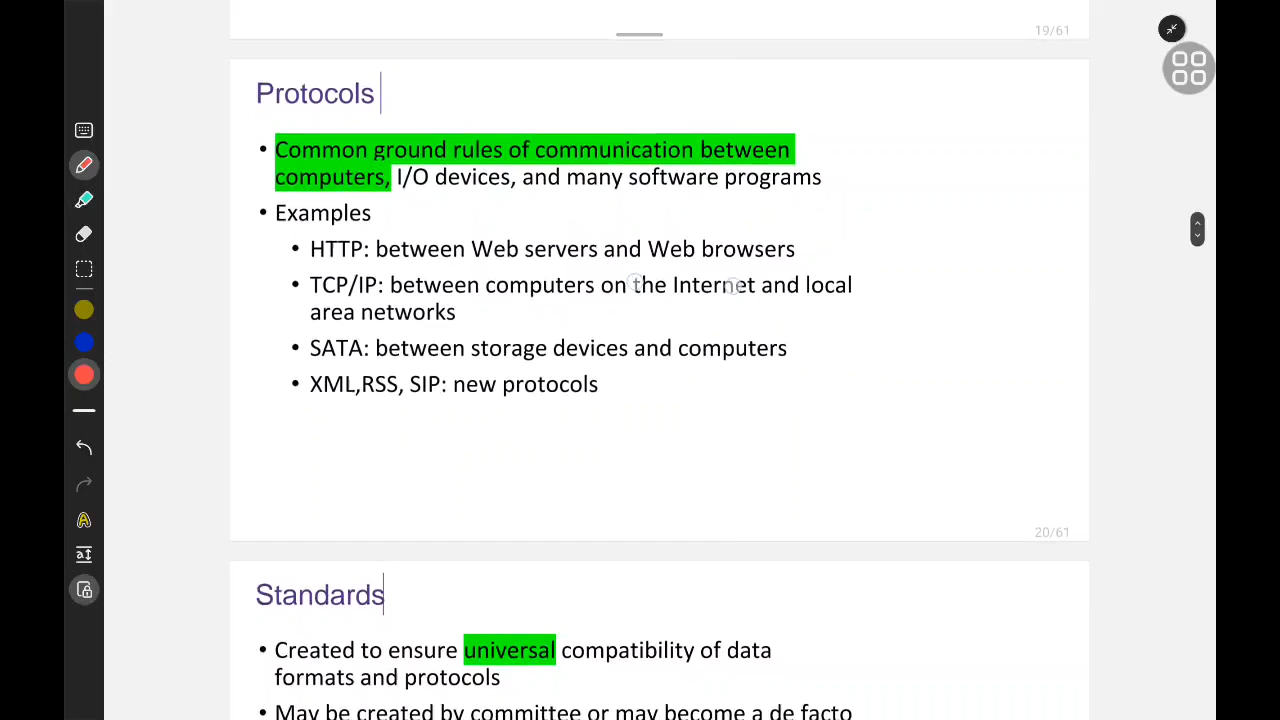 19/61
Protocols
• Common ground rules of communication between
computers, I/O devices, and many software programs
• Examples
• HTTP: between Web servers and Web browsers
• TCP/IP: between computers on the Internet and local
area networks
• SATA: between storage devices and computers
• XML,RSS, SIP: new protocols
20/61
Standards
• Created to ensure universal compatibility of data
formats and protocols
• May be created by committee or may become a de facto